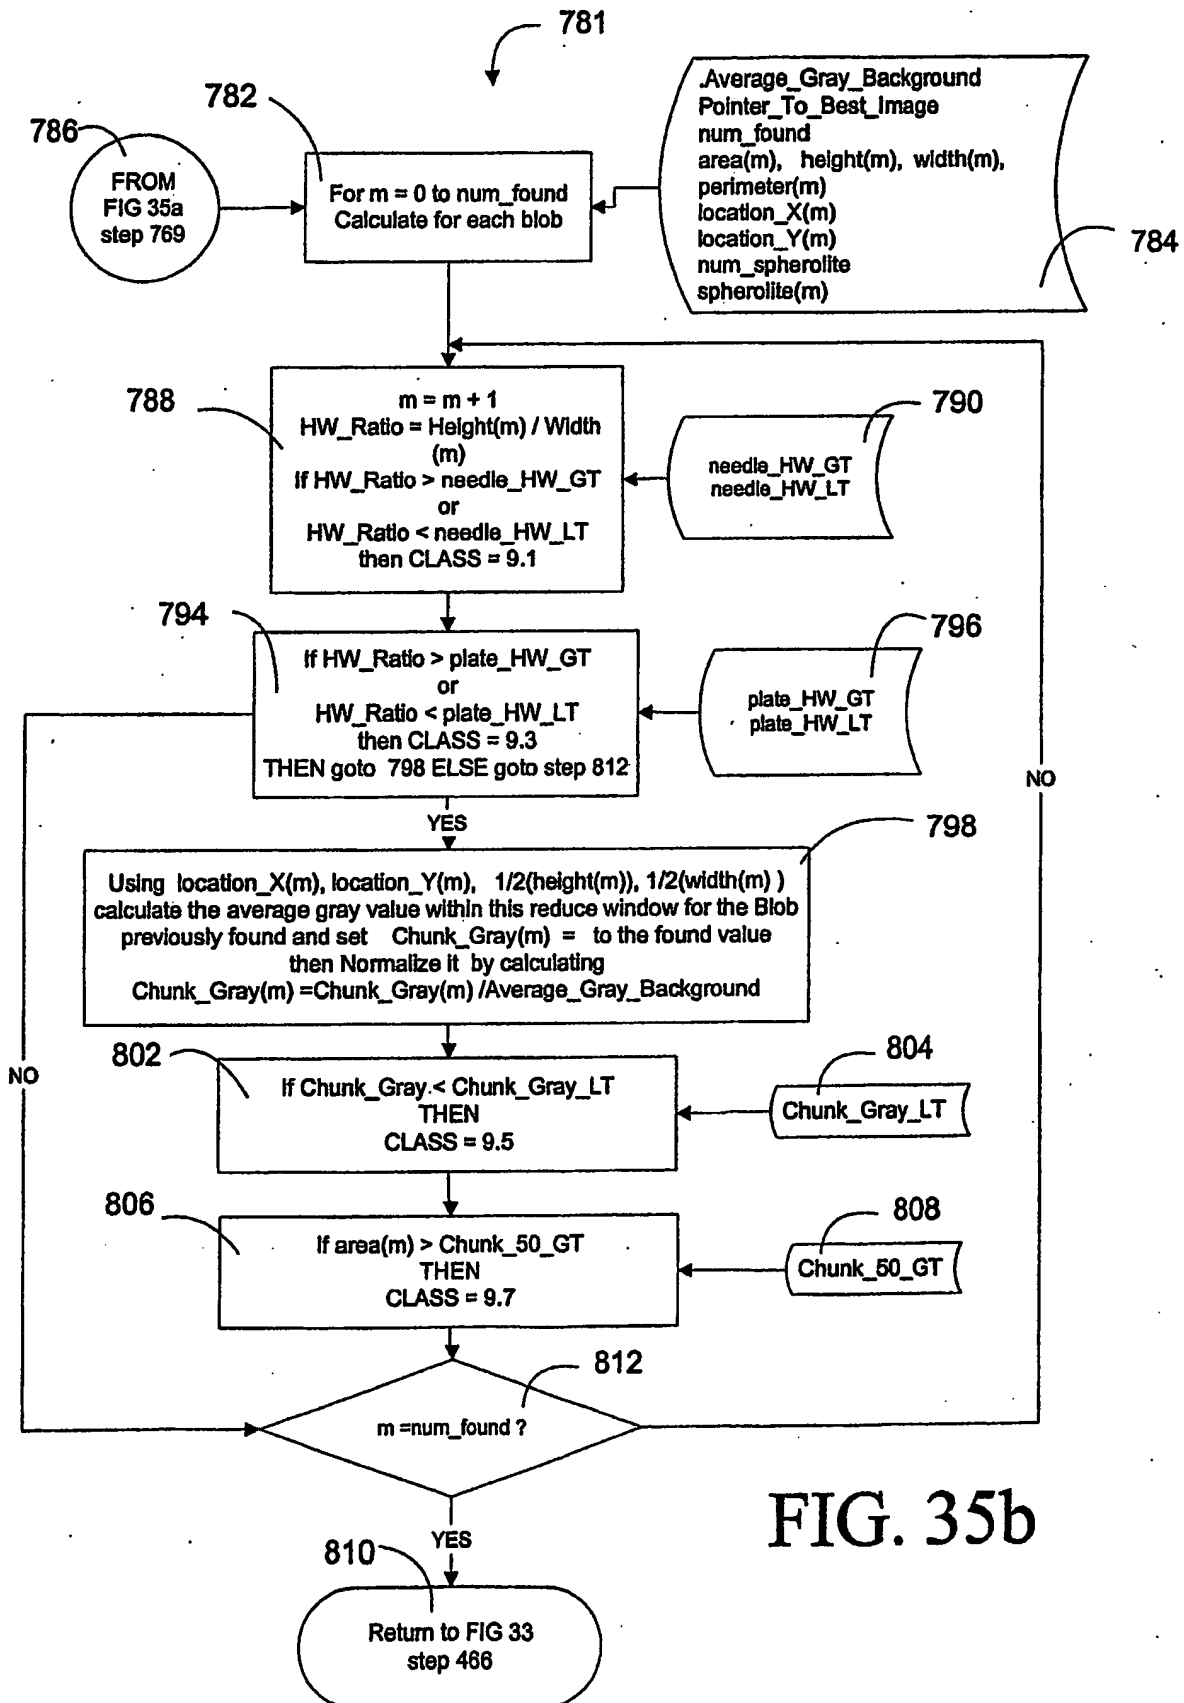 781
782
.Average_Gray_Background
Pointer_To_Best_Image
num_found
area(m), height(m), width(m),
perimeter(m)
location_X(m)
location_Y(m)
num_spherolite
spherolite(m)
784
786
FROM
FIG 35a
step 769
For m = 0 to num_found
Calculate for each blob
788
m = m + 1
HW_Ratio = Height(m) / Width
(m)
If HW_Ratio > needle_HW_GT
or
HW_Ratio < needle_HW_LT
then CLASS = 9.1
790
needle_HW_GT
needle_HW_LT
794
If HW_Ratio > plate_HW_GT
or
HW_Ratio < plate_HW_LT
then CLASS = 9.3
THEN goto 798 ELSE goto step 812
796
plate_HW_GT
plate_HW_LT
NO
YES
798
Using location_X(m), location_Y(m), 1/2(height(m)), 1/2(width(m) )
calculate the average gray value within this reduce window for the Blob
previously found and set Chunk_Gray(m) = to the found value
then Normalize it by calculating
Chunk_Gray(m) =Chunk_Gray(m) /Average_Gray_Background
NO
802
If Chunk_Gray.< Chunk_Gray_LT
THEN
CLASS = 9.5
804
Chunk_Gray_LT
806
If area(m) > Chunk_50_GT
THEN
CLASS = 9.7
808
Chunk_50_GT
812
m =num_found ?
YES
810
Return to FIG 33
step 466
FIG. 35b